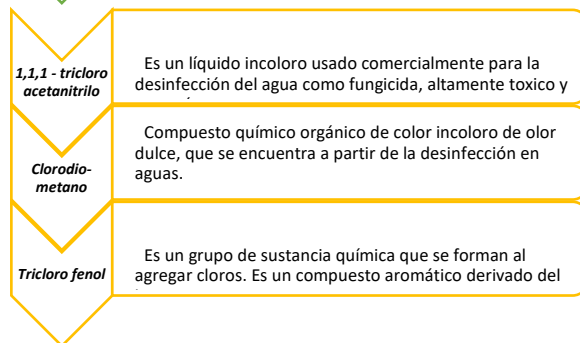 1,1,1 - tricloro
acetanitrilo
Es un líquido incoloro usado comercialmente para la
desinfección del agua como fungicida, altamente toxico y
Clorodio-
metano
Compuesto químico orgánico de color incoloro de olor
dulce, que se encuentra a partir de la desinfección en
aguas.
Tricloro fenol
Es un grupo de sustancia química que se forman al
agregar cloros. Es un compuesto aromático derivado del